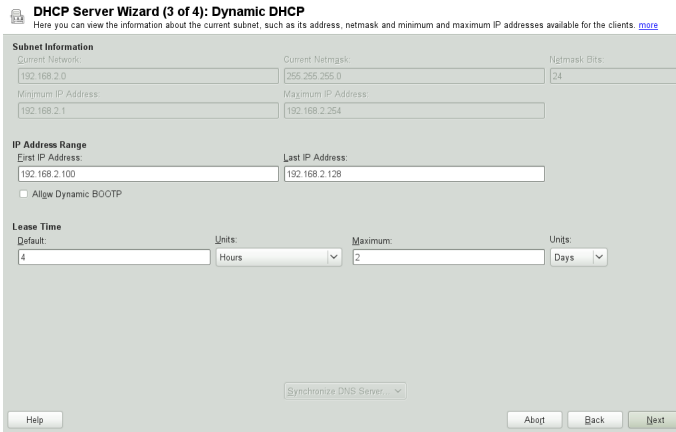 DHCP Server Wizard (3 of 4): Dynamic DHCP
Here you can view the information about the current subnet, such as its address, netmask and minimum and maximum IP addresses available for the clients. more
Subnet Information
Current Network: Current Netmask: Netmask Bits:
192.168.2.0 255.255.255.0 24
Minimum IP Address: Maximum IP Address:
192.168.2.1 192.168.2.254
IP Address Range
First IP Address: Last IP Address:
192.168.2.100 192.168.2.128
Allow Dynamic BOOTP
Lease Time
Default: Units: Maximum: Units:
4 Hours 2 Days
Synchronize DNS Server...
Help Abort Back Next